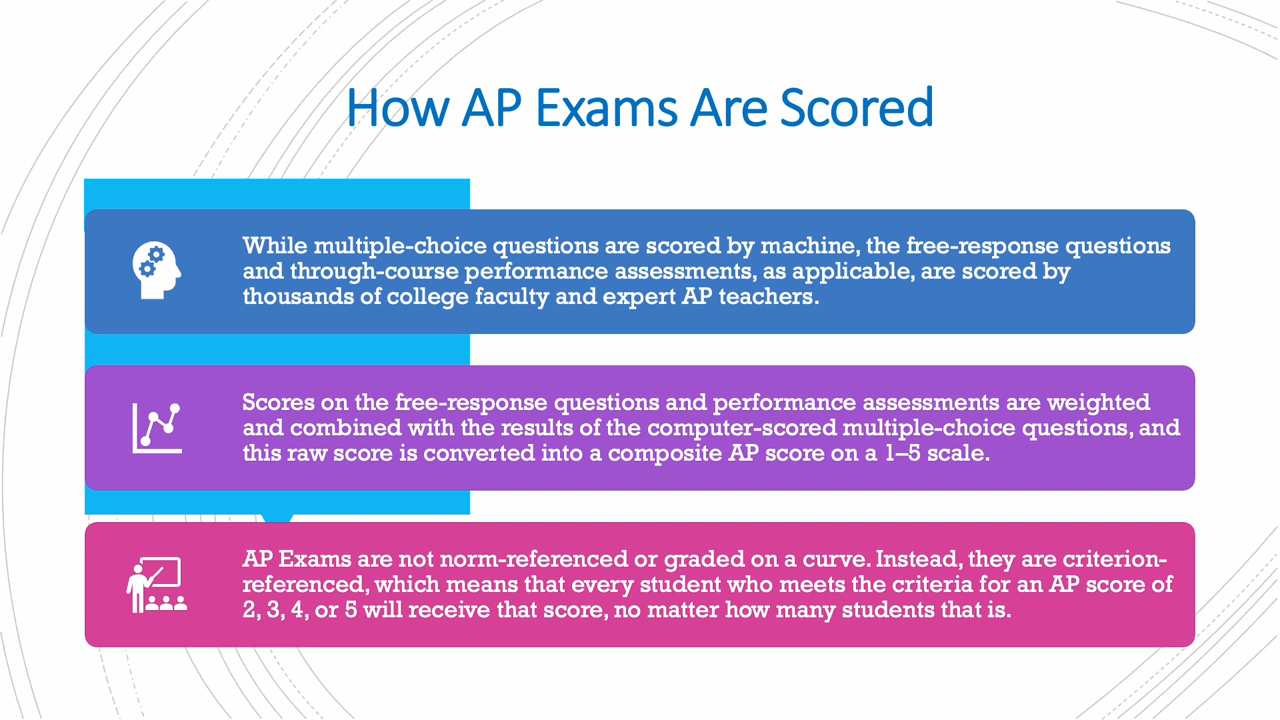 How AP Exams Are Scored
While multiple-choice questions are scored by machine, the free-response questions
and through-course performance assessments, as applicable, are scored by
thousands of college faculty and expert AP teachers.
Scores on the free-response questions and performance assessments are weighted
and combined with the results of the computer-scored multiple-choice questions, and
this raw score is converted into a composite AP score on a 1–5 scale.
AP Exams are not norm-referenced or graded on a curve. Instead, they are criterion-
referenced, which means that every student who meets the criteria for an AP score of
2, 3, 4, or 5 will receive that score, no matter how many students that is.